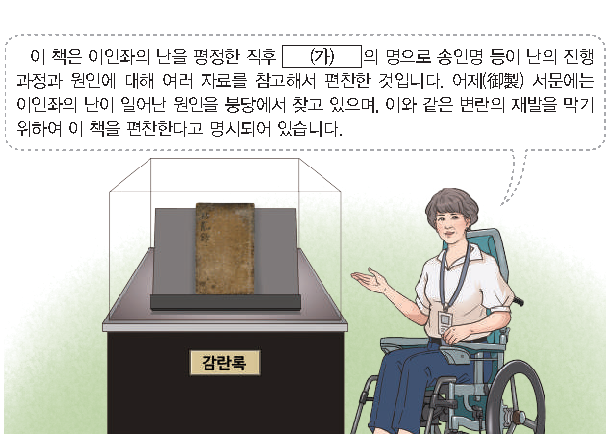 이 책은 이인좌의 난을 평정한 직후 (가) 의 명으로 송인명 등이 난의 진행
과정과 원인에 대해 여러 자료를 참고해서 편찬한 것입니다. 어제(御製) 서문에는
이인좌의 난이 일어난 원인을 붕당에서 찾고 있으며, 이와 같은 변란의 재발을 막기
위하여 이 책을 편찬한다고 명시되어 있습니다.
감란록